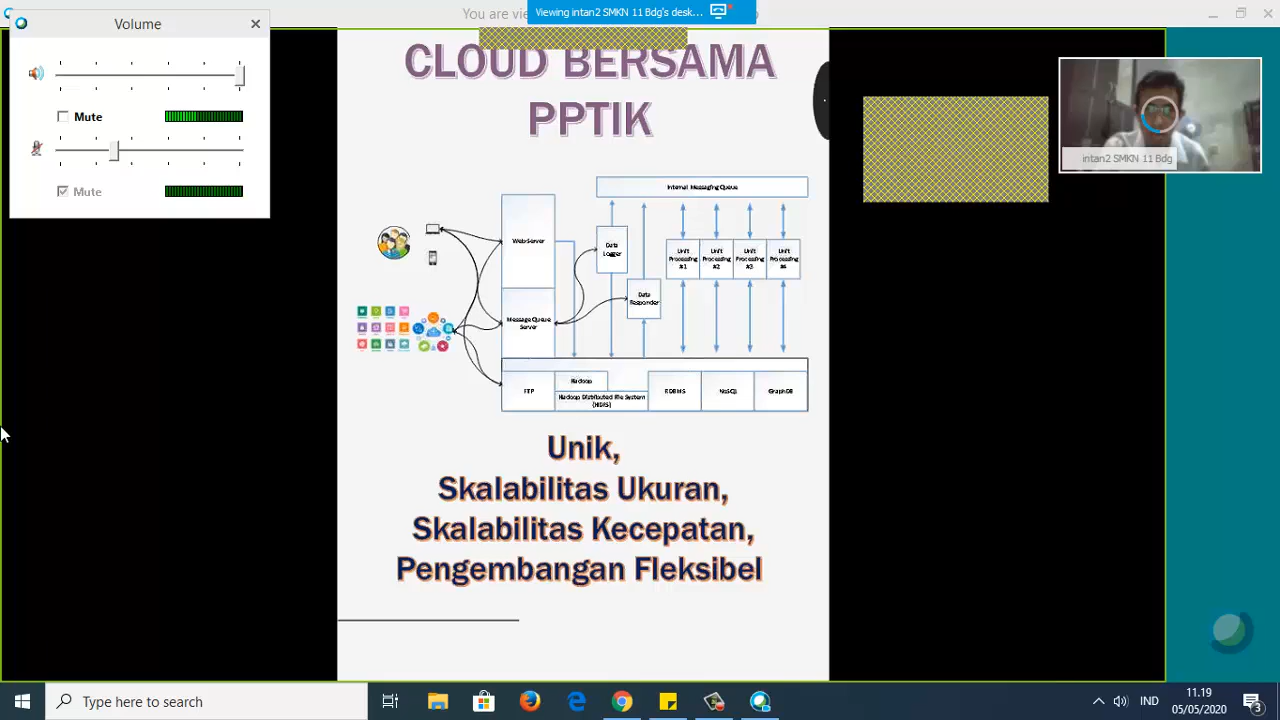 You are vie
Viewing intan2 SMKN 11 Bdg's desk...
Volume
Mute
Mute
intan2 SMKN 11 Bdg
CLOUD BERSAMA
PPTIK
Internal Messaging Queue
Web Server
Data
Logger
Unit
Processing
#1
Unit
Processing
#2
Unit
Processing
#3
Unit
Processing
Data
Responder
Message Queue
Server
FTP
Hadoop
Hadoop Distributed File System
(HDFS)
RDBMS
NoSQL
GraphDB
Unik,
Skalabilitas Ukuran,
Skalabilitas Kecepatan,
Pengembangan Fleksibel
Type here to search
IND
11.19
05/05/2020
3